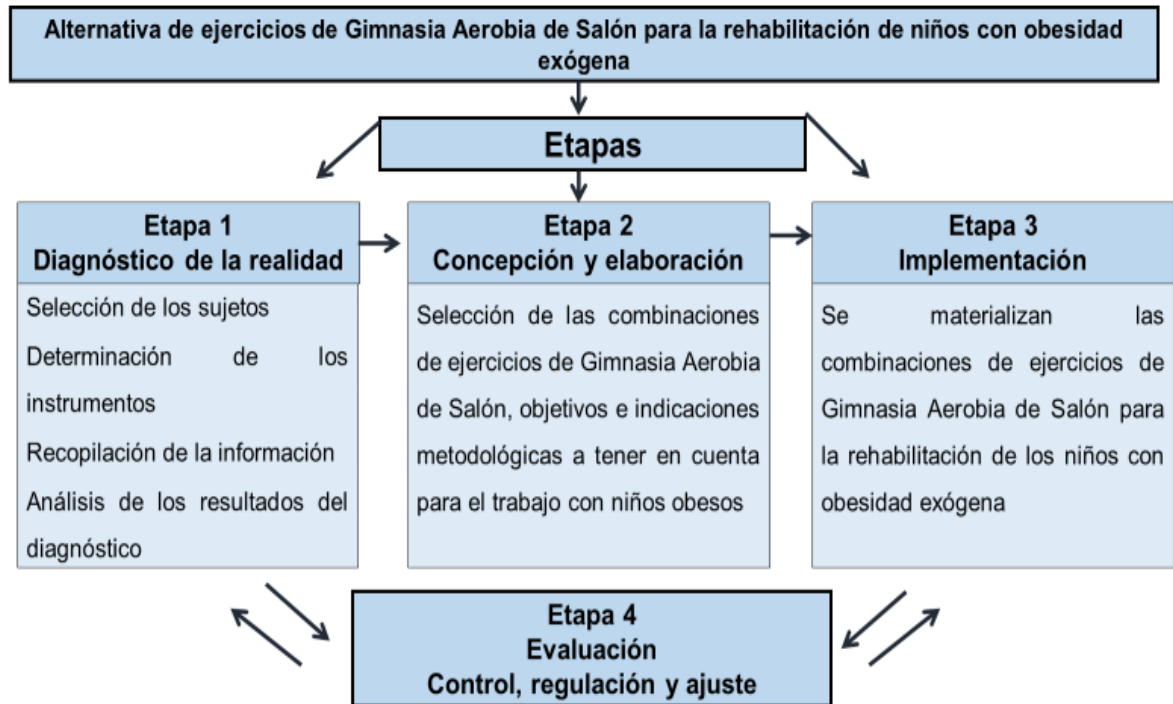 Alternativa de ejercicios de Gimnasia Aerobia de Salón para la rehabilitación de niños con obesidad
exógena
Etapas
Etapa 1
Diagnóstico de la realidad
Selección de los sujetos
Determinación de los
instrumentos
Recopilación de la información
Análisis de los resultados del
diagnóstico
Etapa 2
Concepción y elaboración
Selección de las combinaciones
de ejercicios de Gimnasia Aerobia
de Salón, objetivos e indicaciones
metodológicas a tener en cuenta
para el trabajo con niños obesos
Etapa 3
Implementación
Se materializan las
combinaciones de ejercicios de
Gimnasia Aerobia de Salón para
la rehabilitación de los niños con
obesidad exógena
Etapa 4
Evaluación
Control, regulación y ajuste